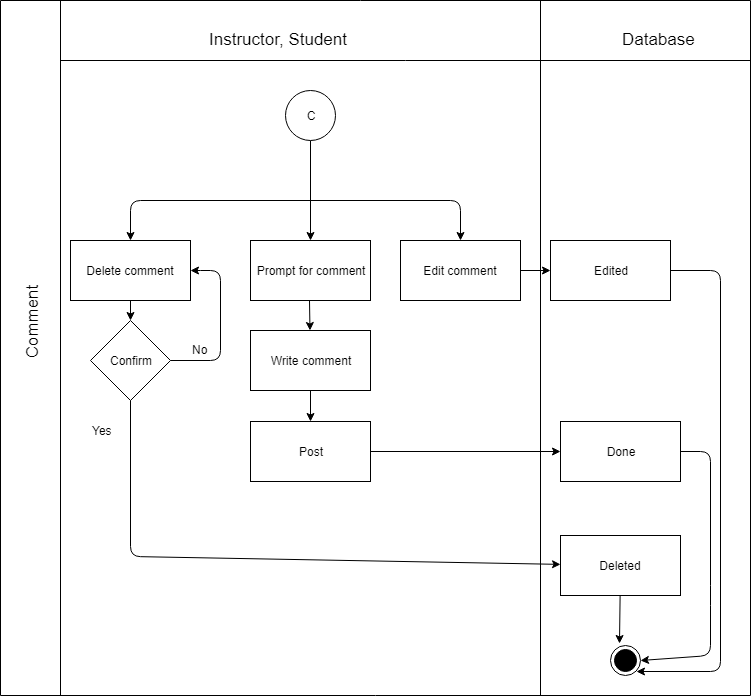 Instructor, Student
Database
Comment
C
Delete comment
Prompt for comment
Edit comment
Edited
No
Confirm
Write comment
Yes
Post
Done
Deleted